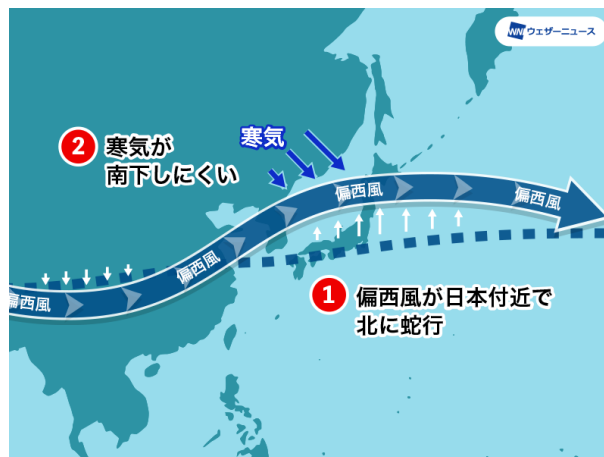 WNI ウェザーニュース
寒気
2 寒気が
南下しにくい
偏西風
偏西風
偏西風
偏西風
1 偏西風が日本付近で
北に蛇行